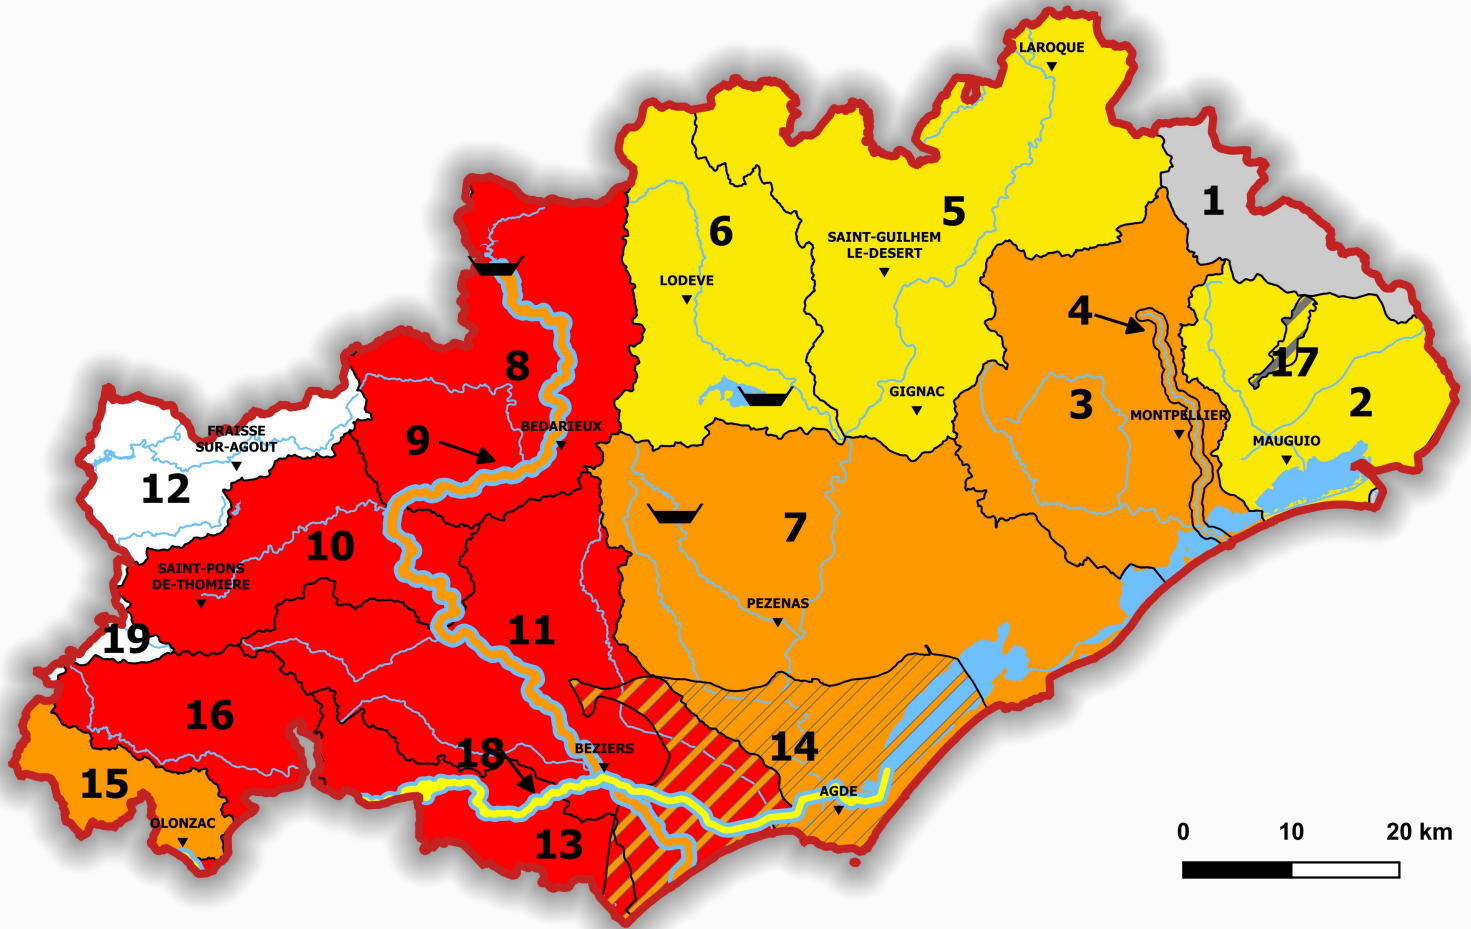 LAROQUE
1
5
6
SAINT-GUILHEM
LE-DESERT
LODEVE
4
17
8
GIGNAC
3
2
MONTPELLIER
BEDARIEUX
9
FRAISSE
SUR-AGOUT
MAUGUIO
12
7
10
SAINT-PONS
DE-THOMIERE
PEZENAS
11
19
16
14
18
BEZIERS
15
AGDE
OLONZAC
13
0 10 20 km